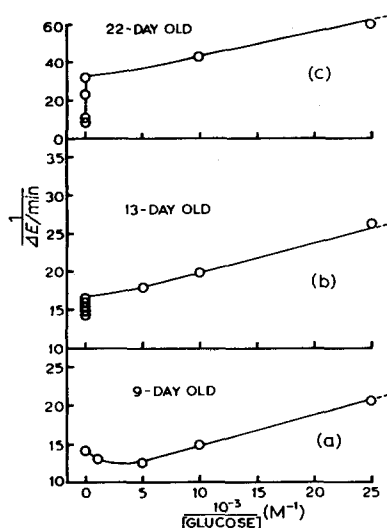 60
22-DAY OLD
40
20
(c)
0
35
13-DAY OLD
30
25
1
ΔE/min
20
(b)
15
10
25
9-DAY OLD
20
15
(a)
10
0 5 10 15 20 25
10⁻³ (M⁻¹)
[GLUCOSE]